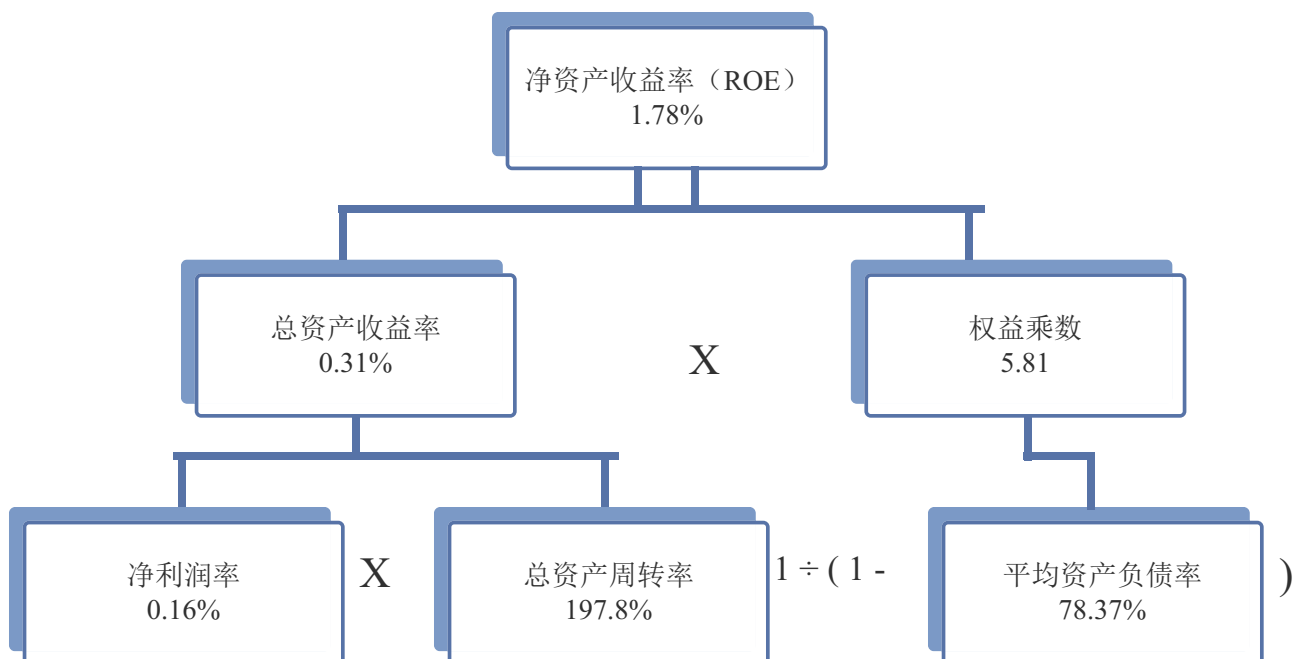 净资产收益率（ROE）
1.78%
总资产收益率
0.31%
X
权益乘数
5.81
净利润率
0.16%
X
总资产周转率
197.8%
1 ÷ ( 1 -
平均资产负债率
78.37%
)